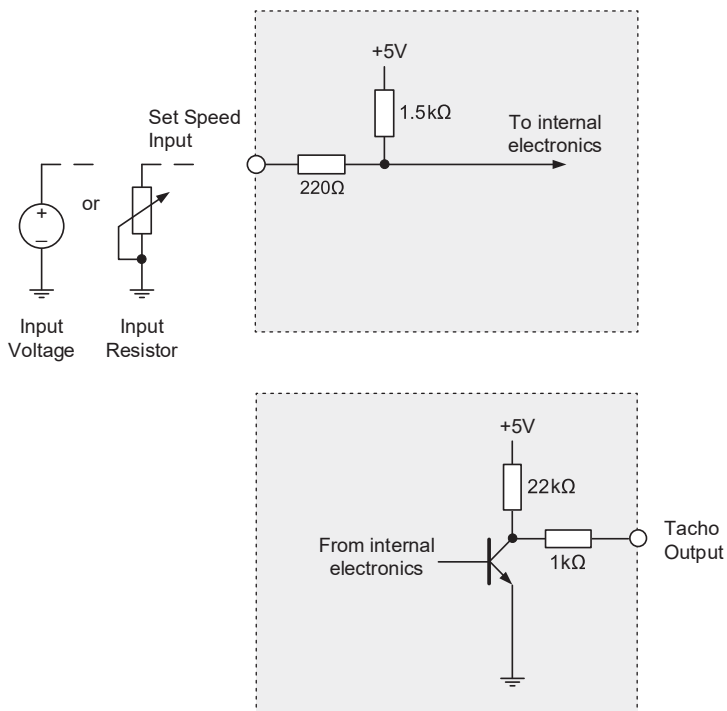 +5V
1.5kΩ
Set Speed
Input
To internal
electronics
220Ω
or
+
–
Input
Voltage
Input
Resistor
+5V
22kΩ
Tacho
Output
From internal
electronics
1kΩ